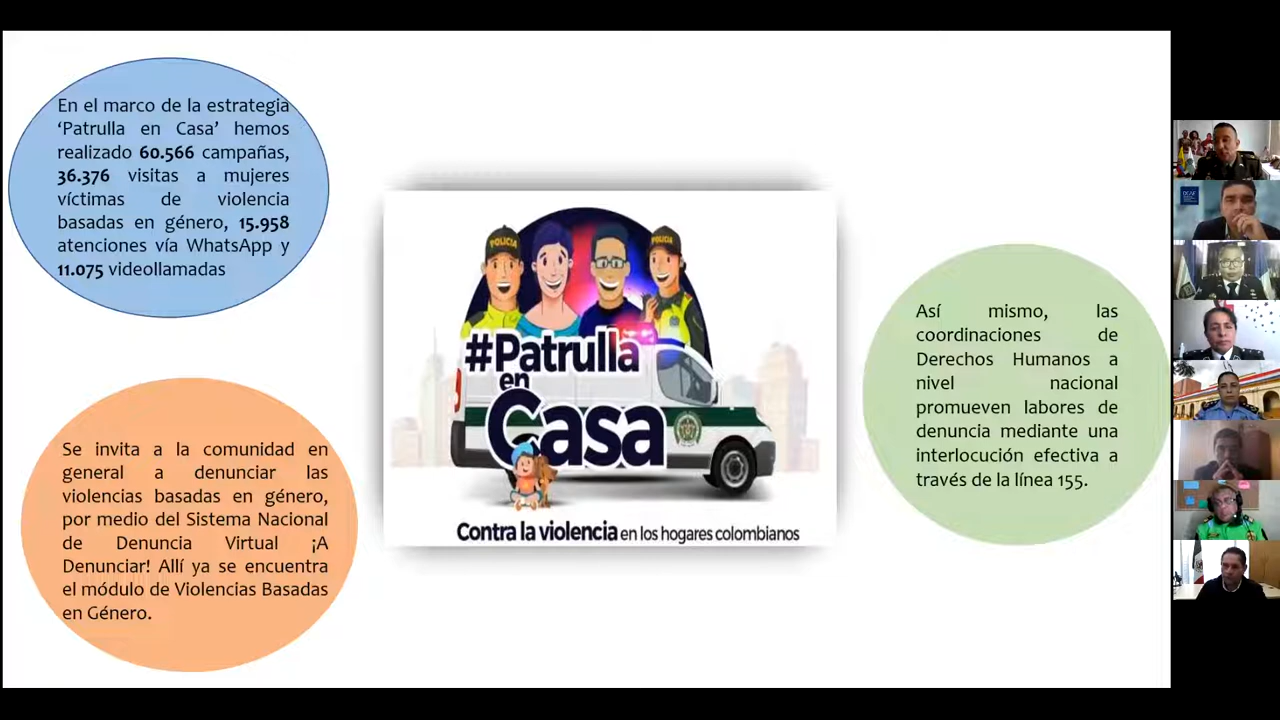 En el marco de la estrategia
‘Patrulla en Casa’ hemos
realizado 60.566 campañas,
36.376 visitas a mujeres
víctimas de violencia
basadas en género, 15.958
atenciones vía WhatsApp y
11.075 videollamadas
Se invita a la comunidad en
general a denunciar las
violencias basadas en género,
por medio del Sistema Nacional
de Denuncia Virtual ¡A
Denunciar! Allí ya se encuentra
el módulo de Violencias Basadas
en Género.
POLICIA
POLICIA
#Patrulla
en
Casa
Contra la violencia en los hogares colombianos
Así mismo, las
coordinaciones de
Derechos Humanos a
nivel nacional
promueven labores de
denuncia mediante una
interlocución efectiva a
través de la línea 155.
DCAF